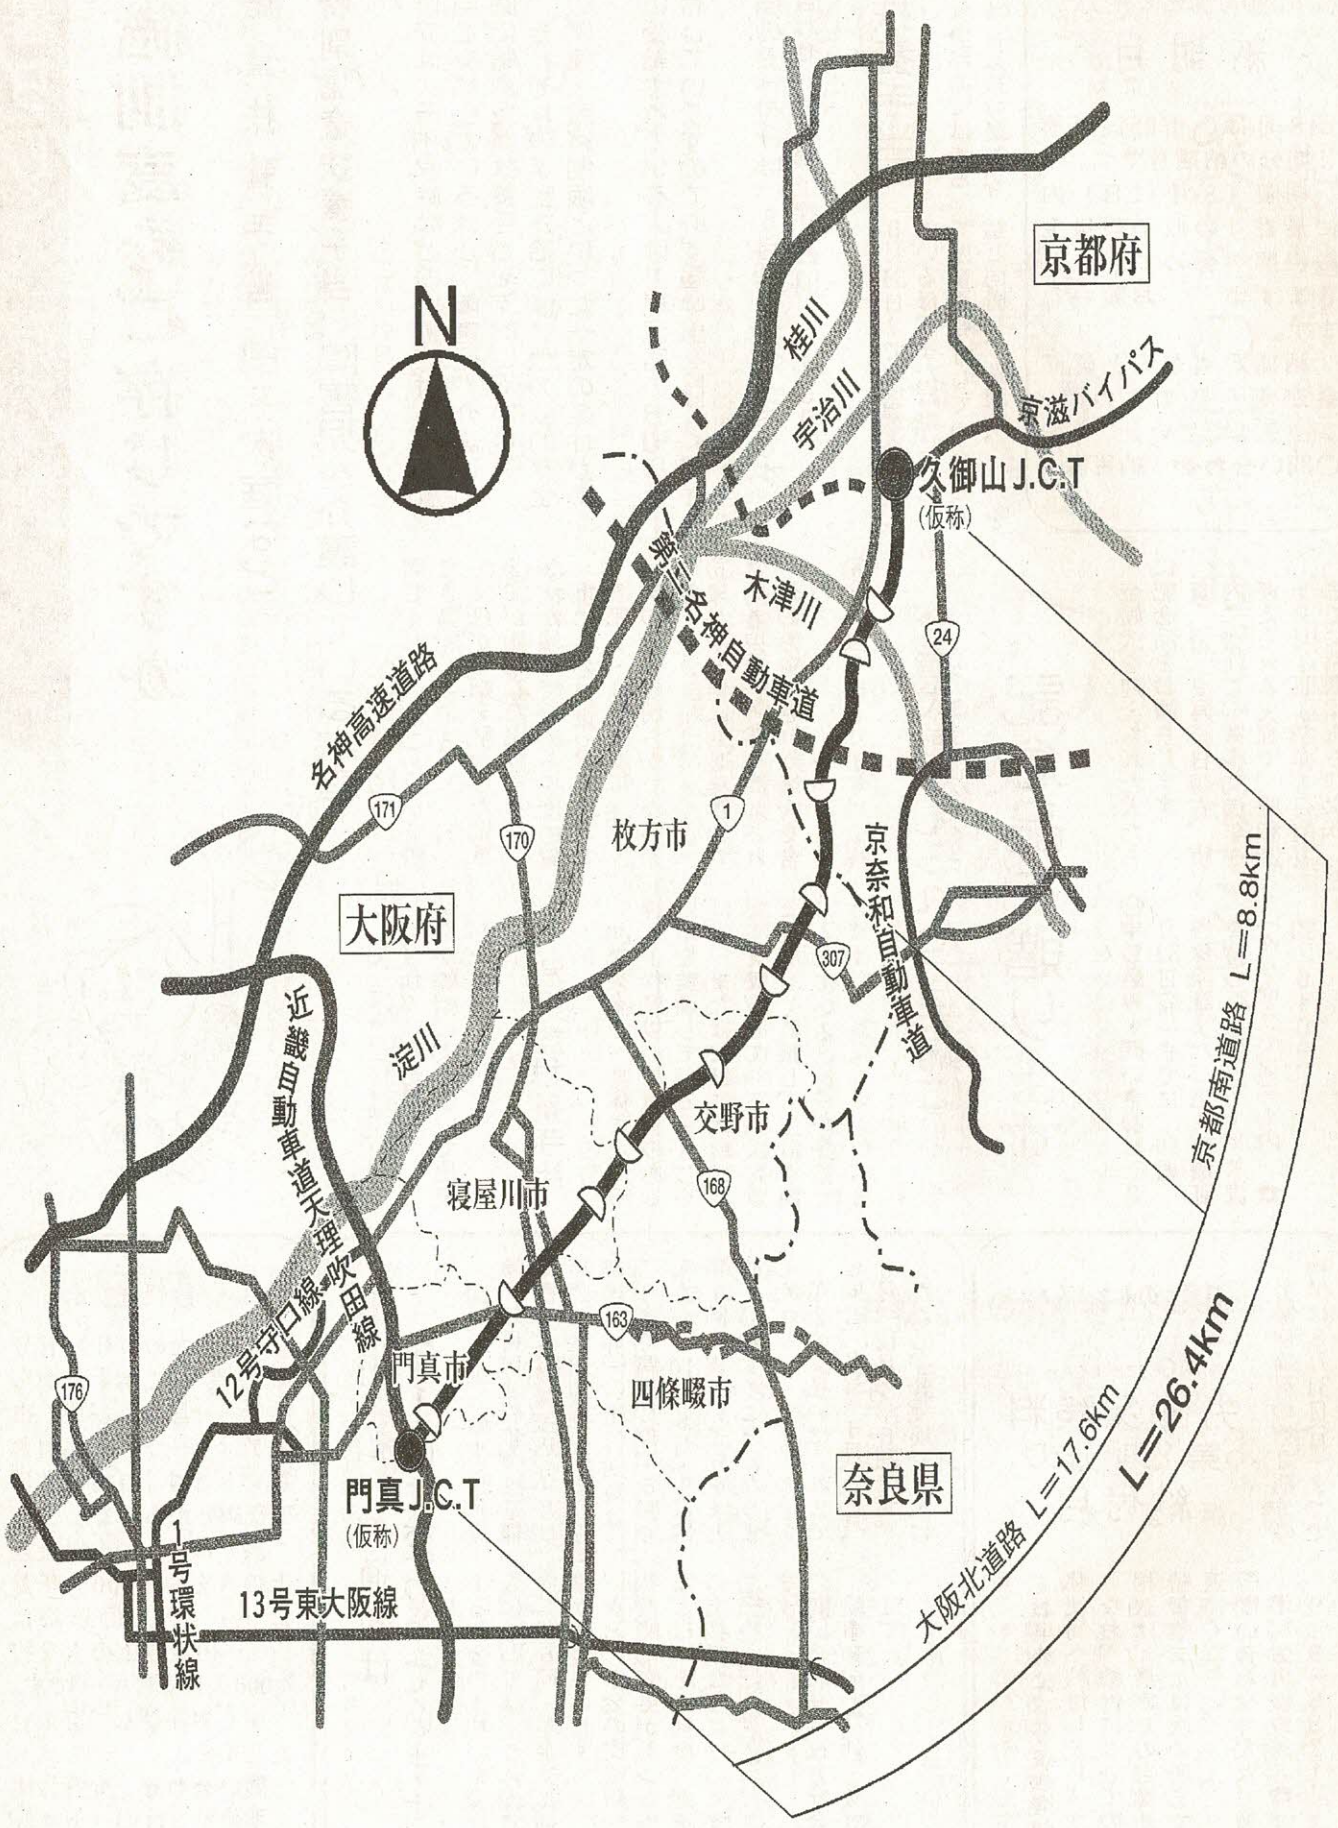 京都府
N
桂川
宇治川
京滋バイパス
久御山J.C.T
(仮称)
第二名神自動車道
木津川
24
名神高速道路
171
170
1
枚方市
京奈和自動車道
大阪府
307
京都南道路 L=8.8km
近畿自動車道天理吹田線
淀川
交野市
寝屋川市
168
163
12号守口線
門真市
四條畷市
176
L=26.4km
大阪北道路 L=17.6km
奈良県
門真J.C.T
(仮称)
1号環状線
13号東大阪線